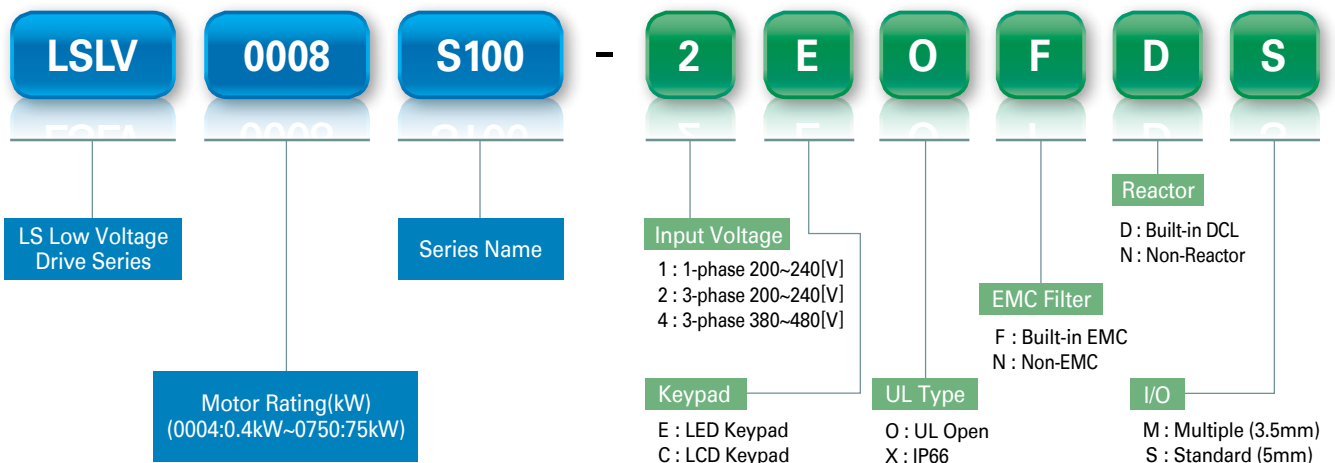 LSLV 0008 S100 - 2 E O F D S
LS Low Voltage
Drive Series
Motor Rating(kW)
(0004:0.4kW~0750:75kW)
Series Name
Input Voltage
1 : 1-phase 200~240[V]
2 : 3-phase 200~240[V]
4 : 3-phase 380~480[V]
Keypad
E : LED Keypad
C : LCD Keypad
UL Type
O : UL Open
X : IP66
EMC Filter
F : Built-in EMC
N : Non-EMC
Reactor
D : Built-in DCL
N : Non-Reactor
I/O
M : Multiple (3.5mm)
S : Standard (5mm)